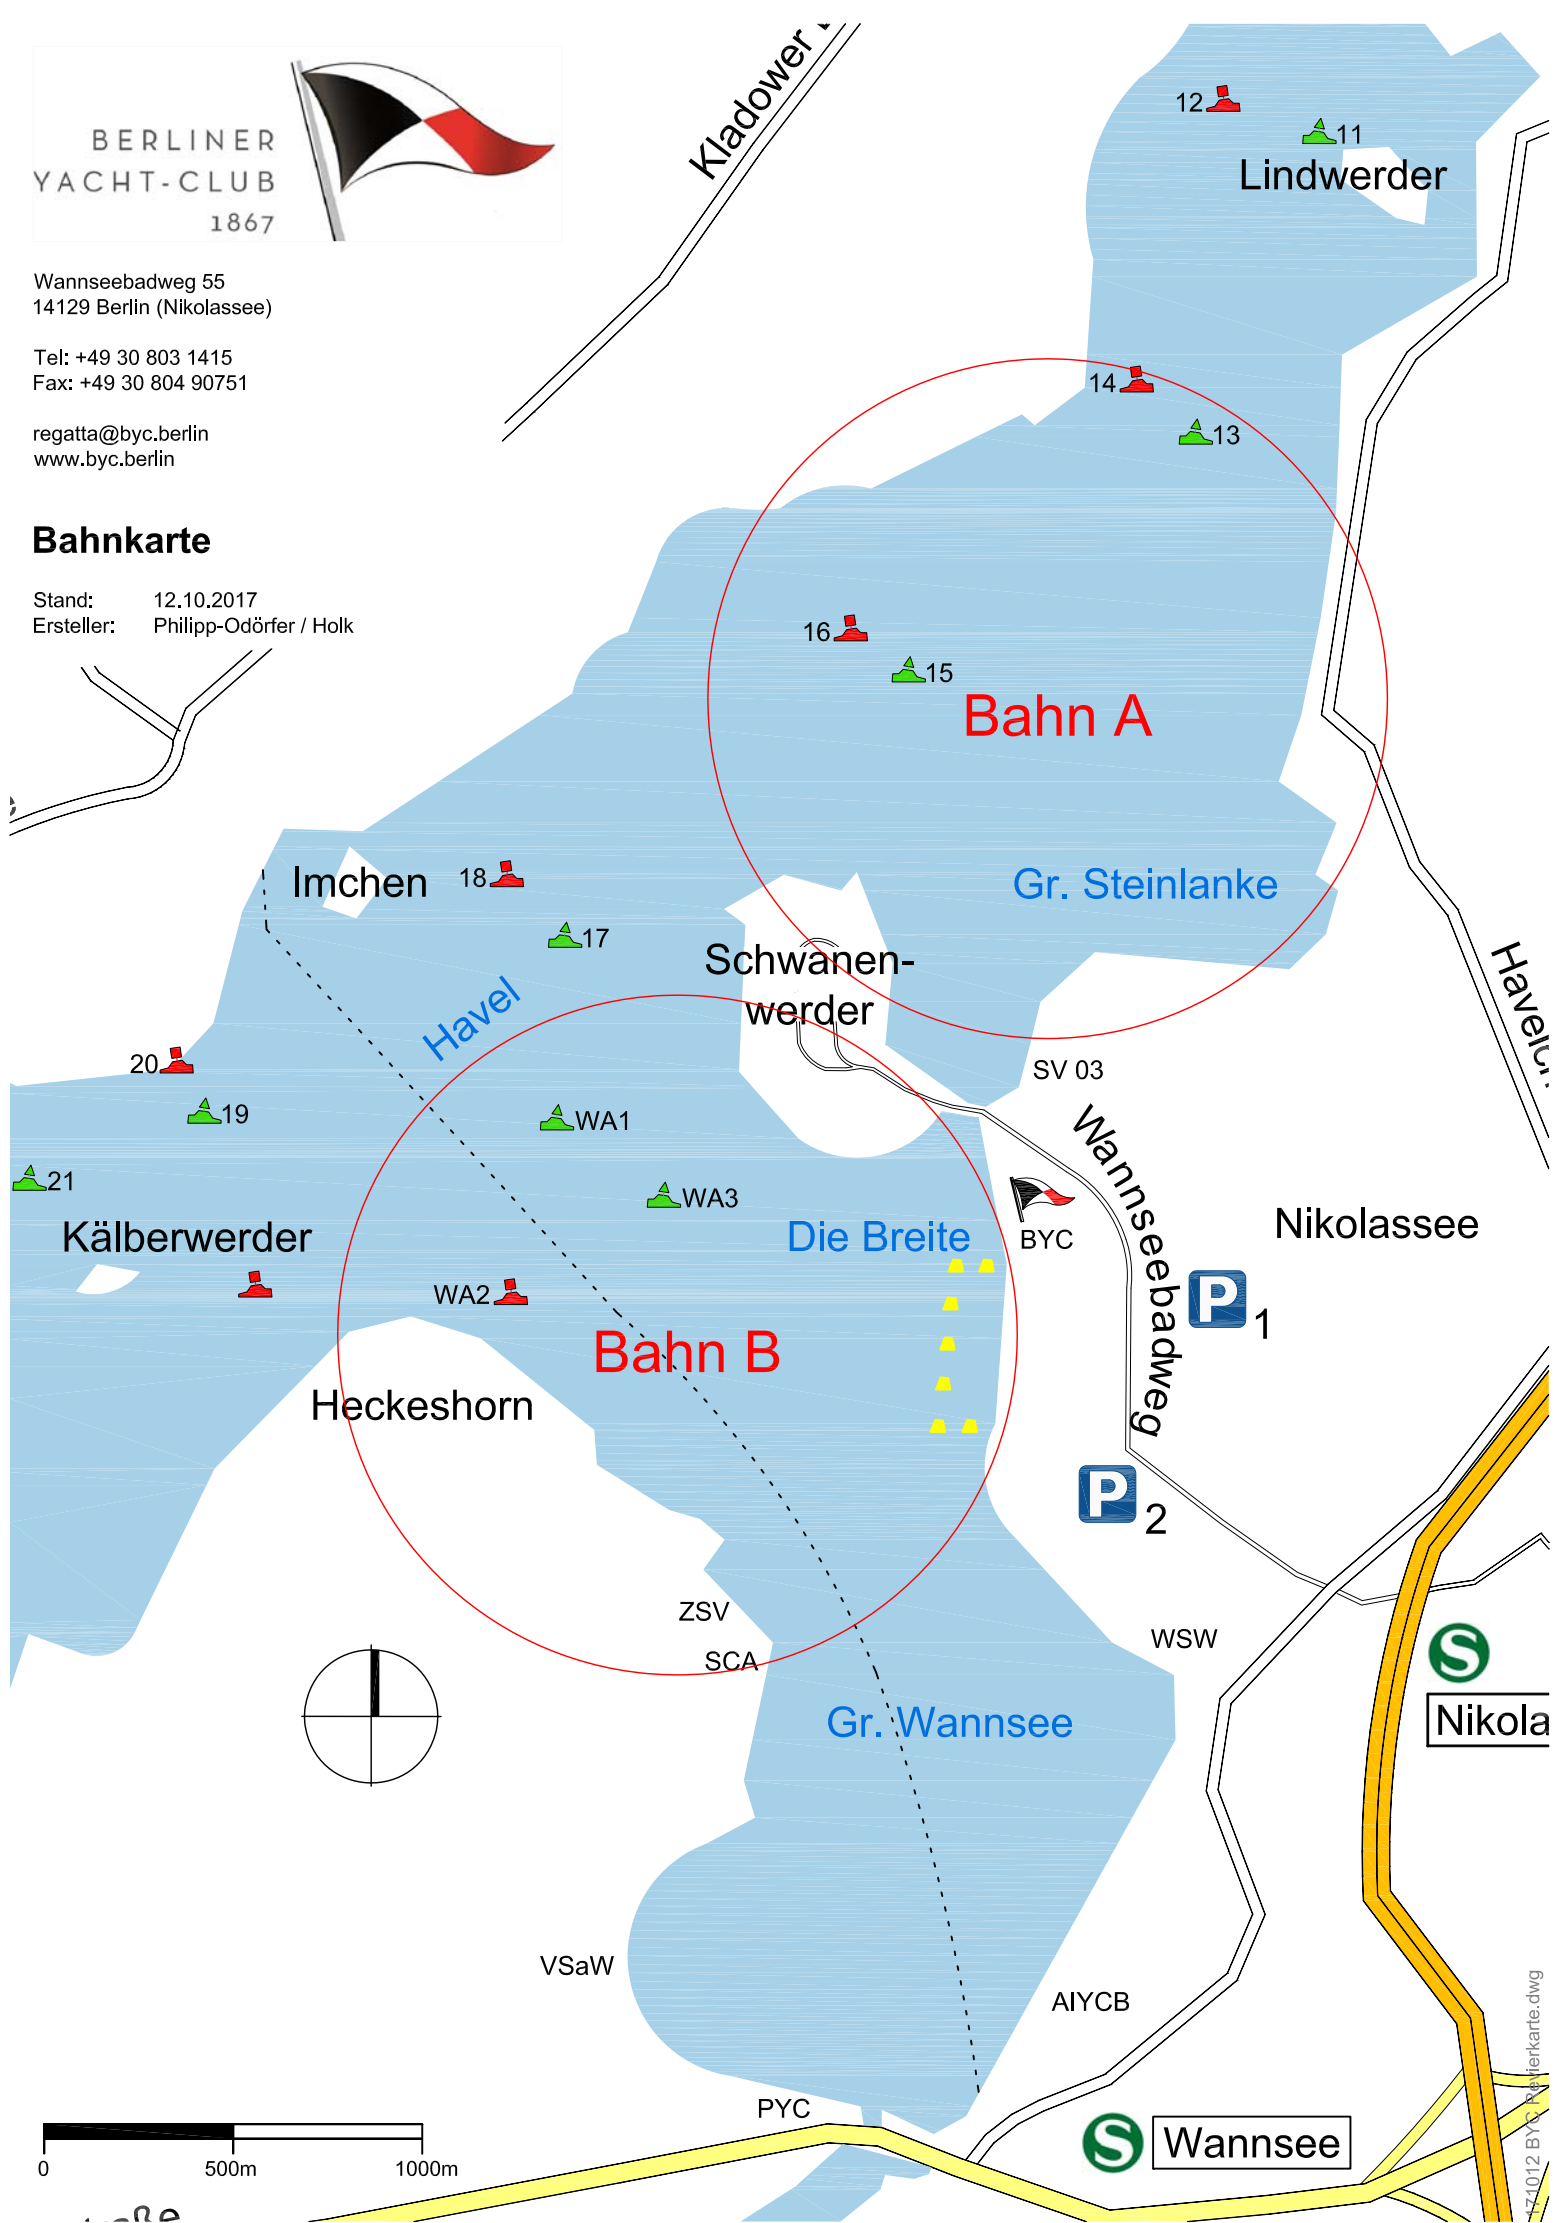 BERLINER
YACHT-CLUB
1867
Wannseebadweg 55
14129 Berlin (Nikolassee)
Tel: +49 30 803 1415
Fax: +49 30 804 90751
regatta@byc.berlin
www.byc.berlin
Bahnkarte
Stand: 12.10.2017
Ersteller: Philipp-Odörfer / Holk
Kladower
12
11
Lindwerder
14
13
16
15
Bahn A
Imchen
18
17
Gr. Steinlanke
Schwanen-
werder
Havel
20
19
21
WA1
WA3
WA2
SV 03
Wannseebadweg
Kälberwerder
Die Breite
BYC
Nikolassee
P 1
Bahn B
Heckeshorn
P 2
ZSV
SCA
WSW
S
Nikola
Gr. Wannsee
VSaW
AIYCB
PYC
S Wannsee
0 500m 1000m
171012 BYC Revierkarte.dwg